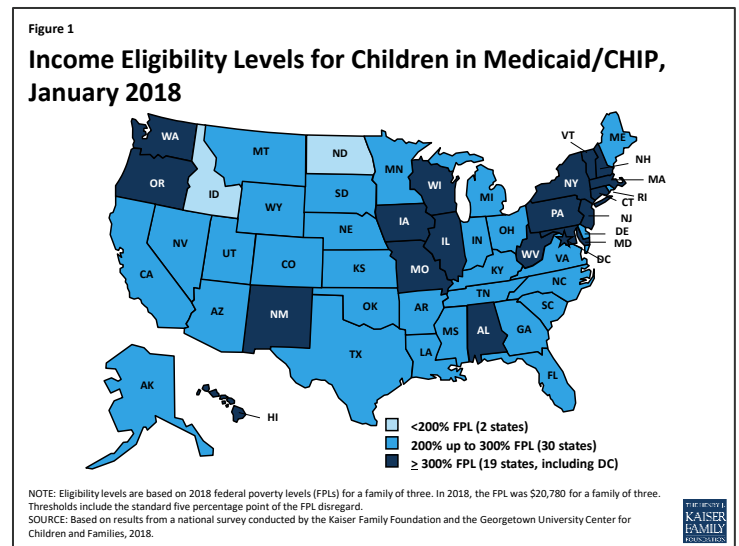 Figure 1
Income Eligibility Levels for Children in Medicaid/CHIP,
January 2018
WA
MT
ND
MN
VT
ME
NH
OR
ID
SD
WI
MI
NY
MA
WY
RI
CT
IA
PA
NJ
NE
OH
DE
NV
IL
IN
MD
UT
CO
WV
VA
DC
CA
KS
MO
KY
NC
TN
AZ
NM
OK
AR
SC
MS
AL
GA
TX
LA
FL
AK
HI
<200% FPL (2 states)
200% up to 300% FPL (30 states)
≥ 300% FPL (19 states, including DC)
NOTE: Eligibility levels are based on 2018 federal poverty levels (FPLs) for a family of three. In 2018, the FPL was $20,780 for a family of three.
Thresholds include the standard five percentage point of the FPL disregard.
SOURCE: Based on results from a national survey conducted by the Kaiser Family Foundation and the Georgetown University Center for
Children and Families, 2018.
THE HENRY J.
KAISER
FAMILY
FOUNDATION